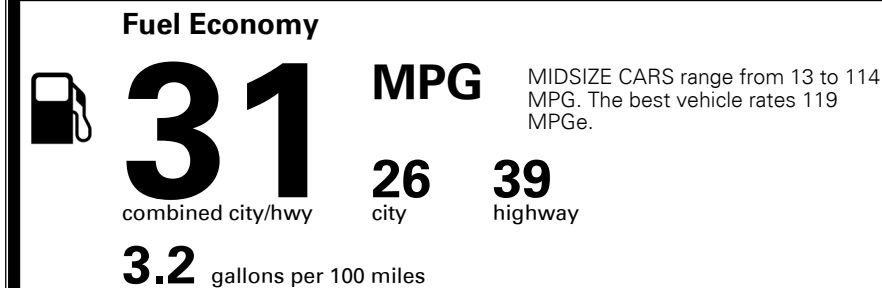 Fuel Economy
31 MPG
MIDSIZE CARS range from 13 to 114
MPG. The best vehicle rates 119
MPGe.
26 39
combined city/hwy city highway
3.2 gallons per 100 miles